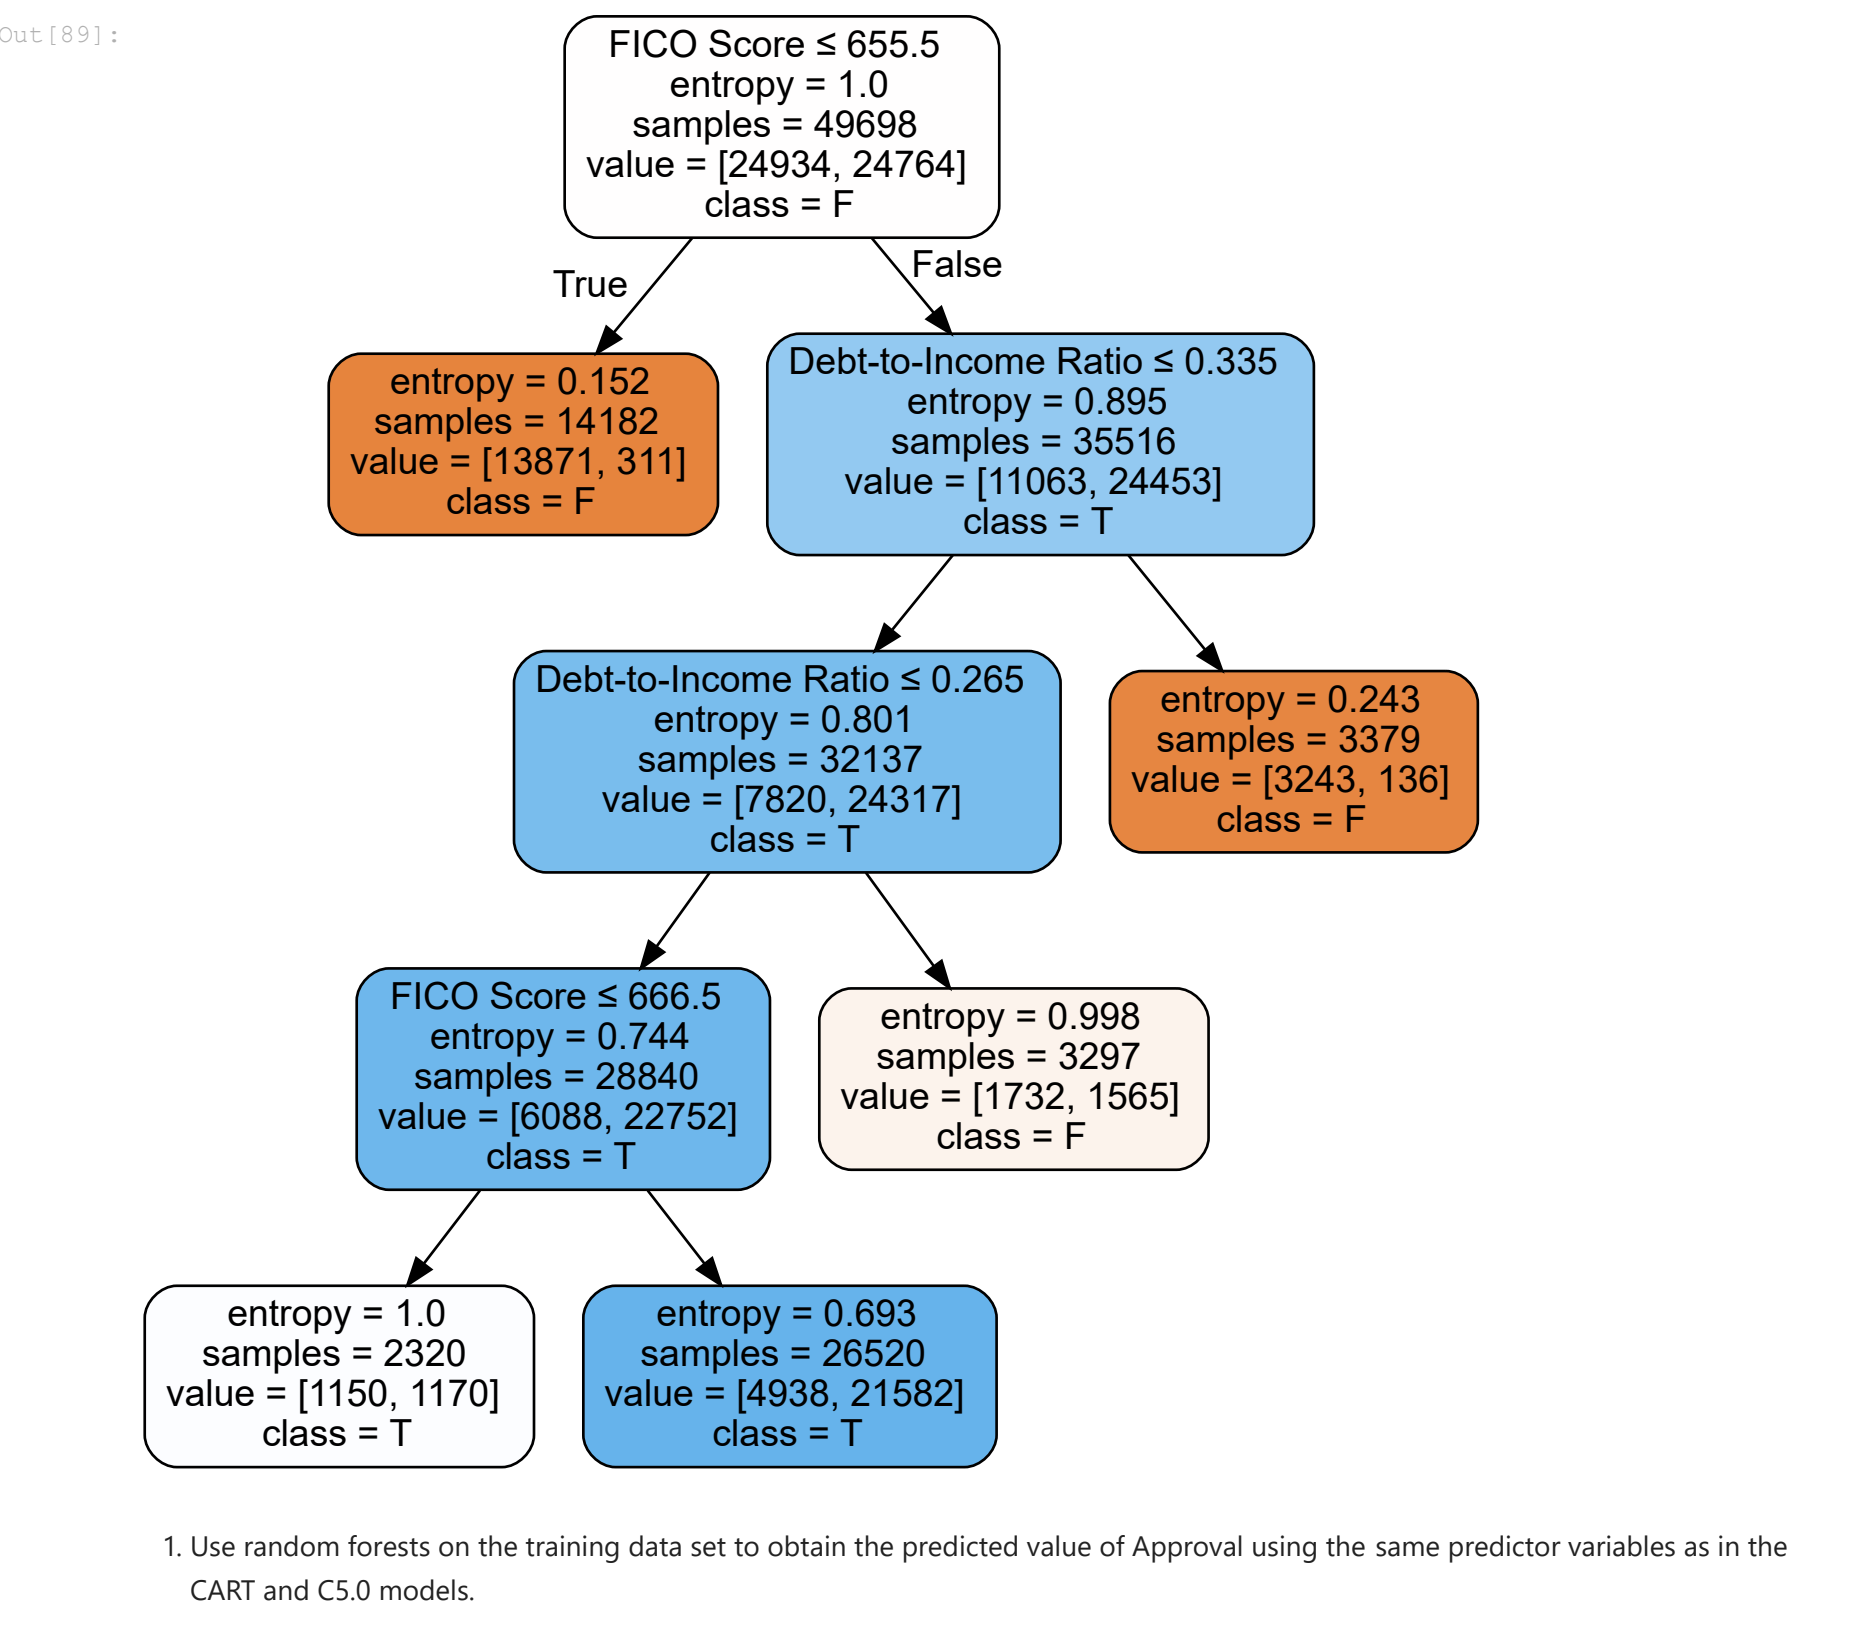 Out[89]:
FICO Score ≤ 655.5
entropy = 1.0
samples = 49698
value = [24934, 24764]
class = F
True
False
entropy = 0.152
samples = 14182
value = [13871, 311]
class = F
Debt-to-Income Ratio ≤ 0.335
entropy = 0.895
samples = 35516
value = [11063, 24453]
class = T
Debt-to-Income Ratio ≤ 0.265
entropy = 0.801
samples = 32137
value = [7820, 24317]
class = T
entropy = 0.243
samples = 3379
value = [3243, 136]
class = F
FICO Score ≤ 666.5
entropy = 0.744
samples = 28840
value = [6088, 22752]
class = T
entropy = 0.998
samples = 3297
value = [1732, 1565]
class = F
entropy = 1.0
samples = 2320
value = [1150, 1170]
class = T
entropy = 0.693
samples = 26520
value = [4938, 21582]
class = T
1. Use random forests on the training data set to obtain the predicted value of Approval using the same predictor variables as in the
CART and C5.0 models.